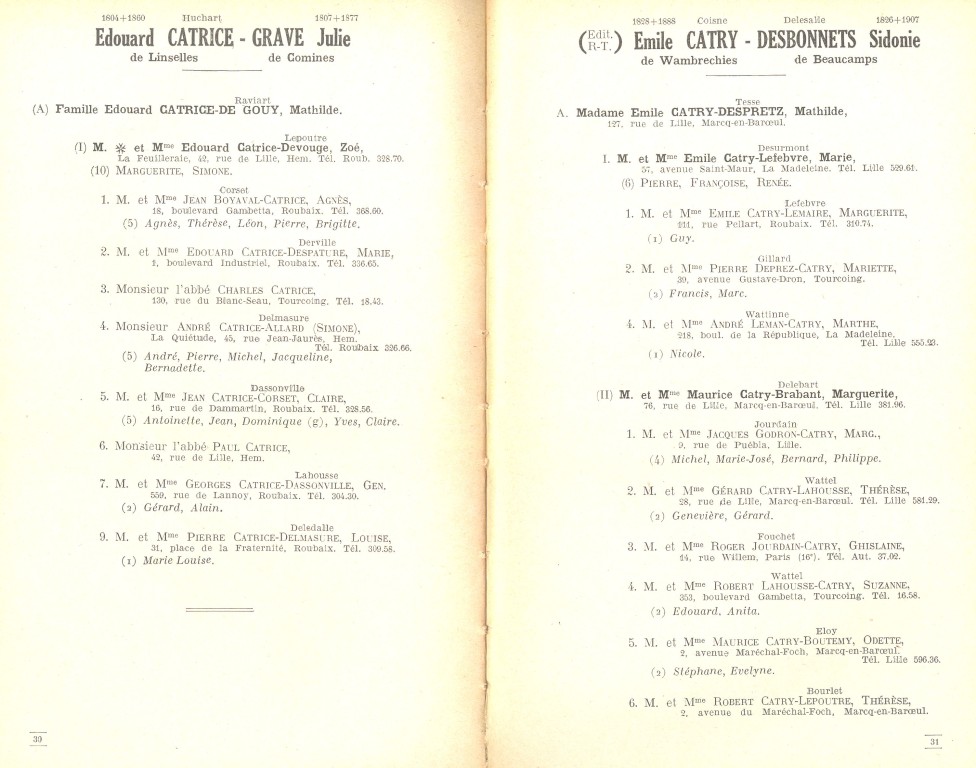 1804+1860 Huchart 1807+1877
Edouard CATRICE - GRAVE Julie
de Linselles de Comines
Raviart
(A) Famille Edouard CATRICE-DE GOUY, Mathilde.
Lepoutre
(I) M. ✻ et Mme Edouard Catrice-Devouge, Zoé,
La Feuilleraie, 42, rue de Lille, Hem. Tél. Roub. 328.70.
(10) MARGUERITE, SIMONE.
Corset
1. M. et Mme JEAN BOYAVAL-CATRICE, AGNÈS,
18, boulevard Gambetta, Roubaix. Tél. 368.60.
(5) Agnès, Thérèse, Léon, Pierre, Brigitte.
Derville
2. M. et Mme EDOUARD CATRICE-DESPATURE, MARIE,
1, boulevard Industriel, Roubaix. Tél. 336.65.
3. Monsieur l'abbé CHARLES CATRICE,
130, rue du Blanc-Seau, Tourcoing. Tél. 18.43.
Delmasure
4. Monsieur ANDRÉ CATRICE-ALLARD (SIMONE),
La Quiétude, 45, rue Jean-Jaurès, Hem.
Tél. Roubaix 326.66.
(5) André, Pierre, Michel, Jacqueline,
Bernadette.
Dassonville
5. M. et Mme JEAN CATRICE-CORSET, CLAIRE,
16, rue de Dammartin, Roubaix. Tél. 328.56.
(5) Antoinette, Jean, Dominique (g), Yves, Claire.
6. Monsieur l'abbé PAUL CATRICE,
42, rue de Lille, Hem.
Lahousse
7. M. et Mme GEORGES CATRICE-DASSONVILLE, GEN.
559, rue de Lannoy, Roubaix. Tél. 304.30.
(2) Gérard, Alain.
Deledalle
9. M. et Mme PIERRE CATRICE-DELMASURE, LOUISE,
31, place de la Fraternité, Roubaix. Tél. 309.58.
(1) Marie Louise.
30
1828+1888 Coisne Delesalle 1826+1907
(Edit. R-T.) Emile CATRY - DESBONNETS Sidonie
de Wambrechies de Beaucamps
Tesse
A. Madame Emile CATRY-DESPRETZ, Mathilde,
127, rue de Lille, Marcq-en-Barœul.
Desurmont
I. M. et Mme Emile Catry-Lefebvre, Marie,
57, avenue Saint-Maur, La Madeleine. Tél. Lille 529.61.
(6) PIERRE, FRANÇOISE, RENÉE.
Lefebvre
1. M. et Mme EMILE CATRY-LEMAIRE, MARGUERITE,
rue Pellart, Roubaix. Tél. 310.74.
(1) Guy.
Gillard
2. M. et Mme PIERRE DEPREZ-CATRY, MARIETTE,
39, avenue Gustave-Dron, Tourcoing.
(2) Francis, Marc.
Wattinne
4. M. et Mme ANDRÉ LEMAN-CATRY, MARTHE,
218, boul. de la République, La Madeleine.
Tél. Lille 555.23.
(1) Nicole.
Delebart
(II) M. et Mme Maurice Catry-Brabant, Marguerite,
76, rue de Lille, Marcq-en-Barœul. Tél. Lille 381.96.
Jourdain
1. M. et Mme JACQUES GODRON-CATRY, MARG.,
9, rue de Puébla, Lille.
(4) Michel, Marie-José, Bernard, Philippe.
Wattel
2. M. et Mme GÉRARD CATRY-LAHOUSSE, THÉRÈSE,
28, rue de Lille, Marcq-en-Barœul. Tél. Lille 581.29.
(2) Geneviève, Gérard.
Fouchet
3. M. et Mme ROGER JOURDAIN-CATRY, GHISLAINE,
14, rue Willem, Paris (16e). Tél. Aut. 37.02.
Wattel
4. M. et Mme ROBERT LAHOUSSE-CATRY, SUZANNE,
353, boulevard Gambetta, Tourcoing. Tél. 16.58.
(2) Edouard, Anita.
Eloy
5. M. et Mme MAURICE CATRY-BOUTEMY, ODETTE,
2, avenue Maréchal-Foch, Marcq-en-Barœul.
Tél. Lille 596.36.
(2) Stéphane, Evelyne.
Bourlet
6. M. et Mme ROBERT CATRY-LEPOUTRE, THÉRÈSE,
2, avenue du Maréchal-Foch, Marcq-en-Barœul.
31